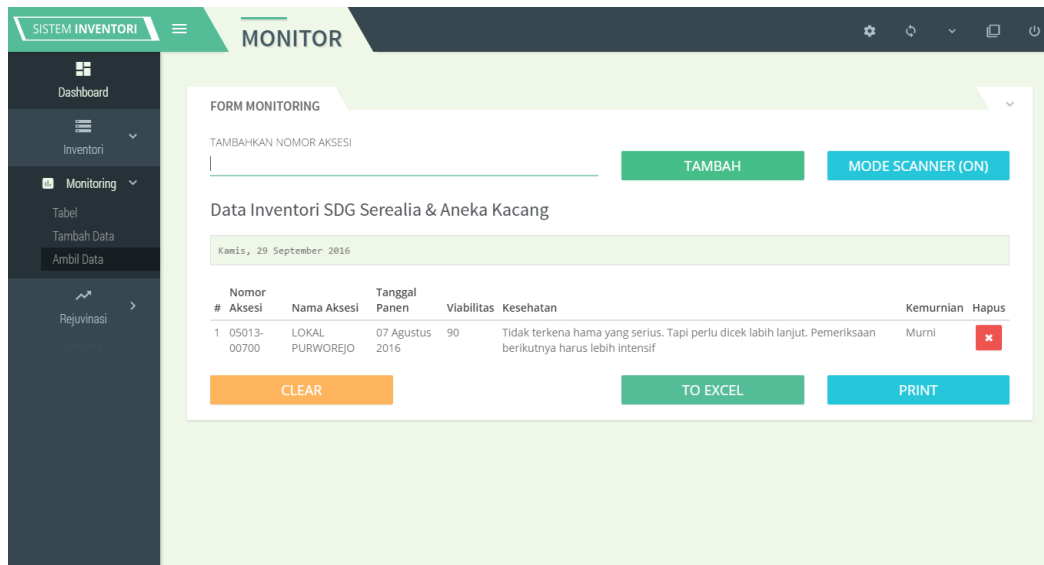 SISTEM INVENTORI
MONITOR
Dashboard
Inventori
Monitoring
Tabel
Tambah Data
Ambil Data
Rejuvinasi
FORM MONITORING
TAMBAHKAN NOMOR AKSESI
TAMBAH
MODE SCANNER (ON)
Data Inventori SDG Serealia & Aneka Kacang
Kamis, 29 September 2016
# Nomor Aksesi Nama Aksesi Tanggal Panen Viabilitas Kesehatan Kemurnian Hapus
1 05013-00700 LOKAL PURWOREJO 07 Agustus 2016 90 Tidak terkena hama yang serius. Tapi perlu dicek labih lanjut. Pemeriksaan
berikutnya harus lebih intensif Murni
CLEAR
TO EXCEL
PRINT